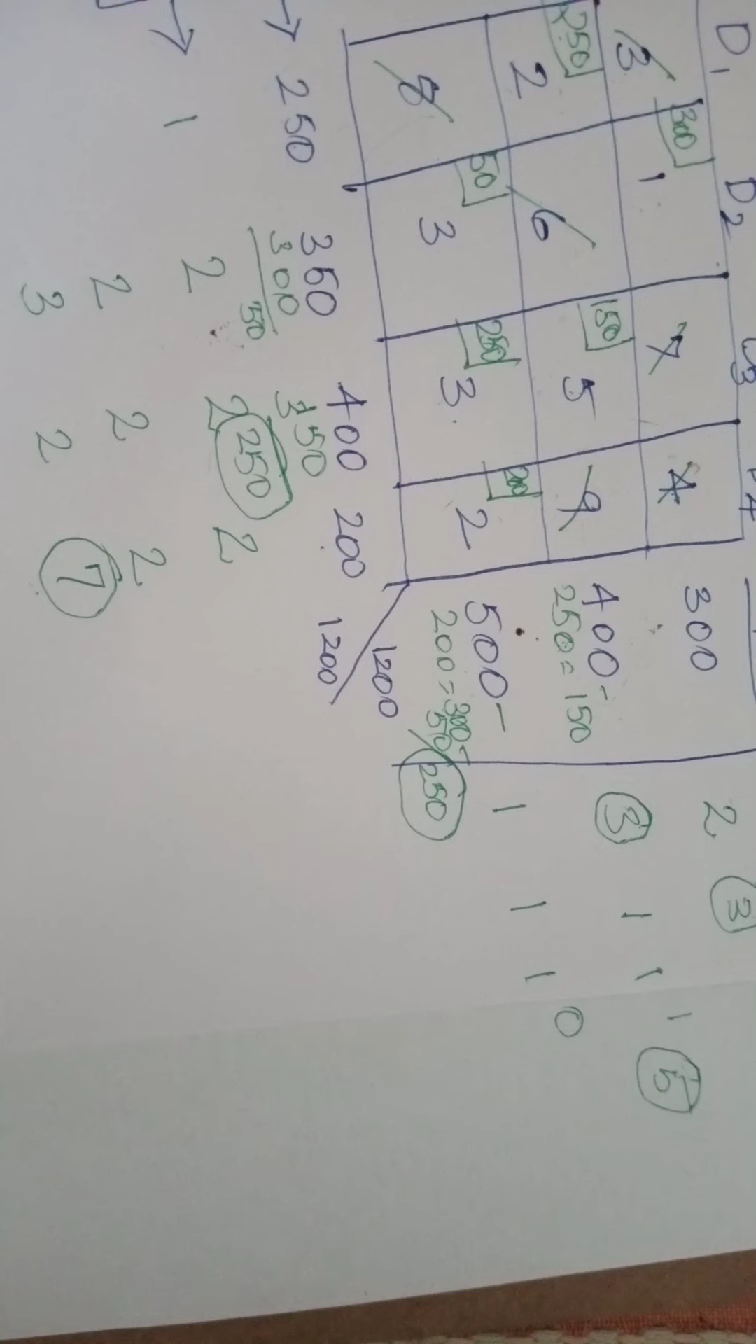 D1 D2 D3 D4
3 300 1 7 4 300 2 3 1 5
250 2 6 150 5 9 400- 3 1 1
250 = 150
8 50 3 250 3 200 2 500- 1 1 1 0
200 = 300-
50/
250
→ 250 350 400 200 1200
1200
300 150
50 250
→ 1 2 2 2
2 2 2
3 2 7